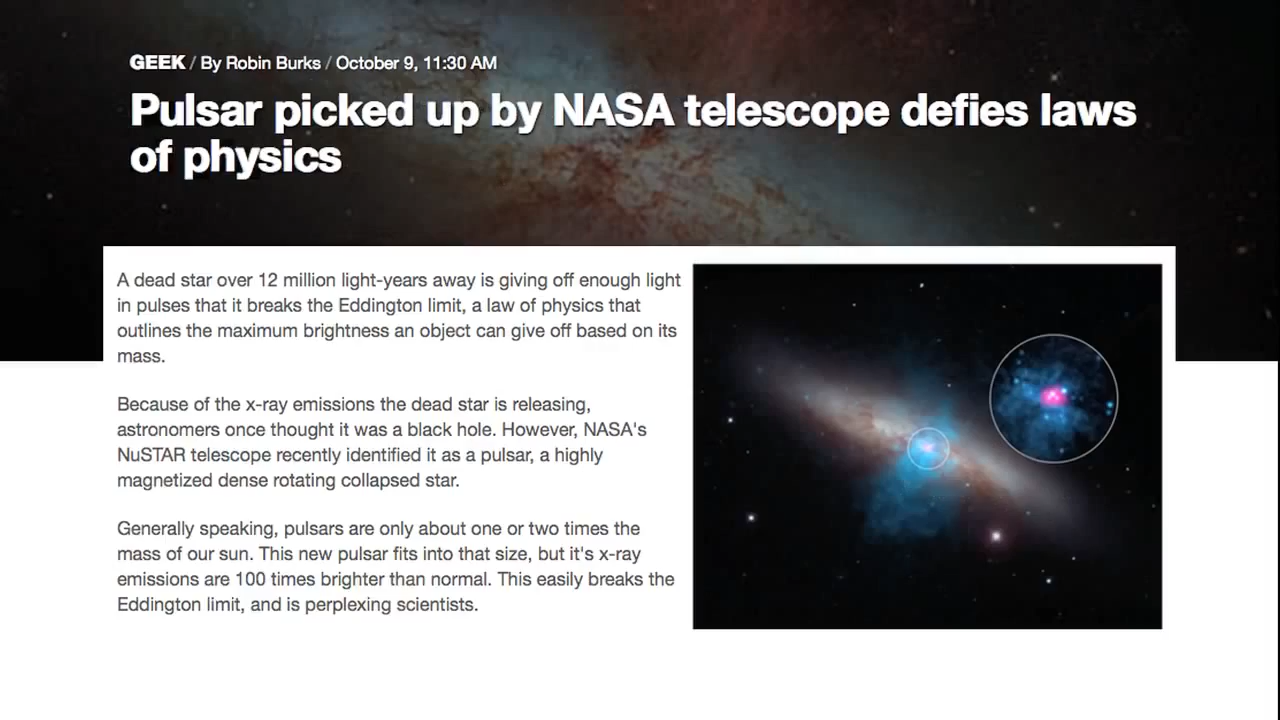 GEEK / By Robin Burks / October 9, 11:30 AM
Pulsar picked up by NASA telescope defies laws
of physics
A dead star over 12 million light-years away is giving off enough light
in pulses that it breaks the Eddington limit, a law of physics that
outlines the maximum brightness an object can give off based on its
mass.
Because of the x-ray emissions the dead star is releasing,
astronomers once thought it was a black hole. However, NASA's
NuSTAR telescope recently identified it as a pulsar, a highly
magnetized dense rotating collapsed star.
Generally speaking, pulsars are only about one or two times the
mass of our sun. This new pulsar fits into that size, but it's x-ray
emissions are 100 times brighter than normal. This easily breaks the
Eddington limit, and is perplexing scientists.